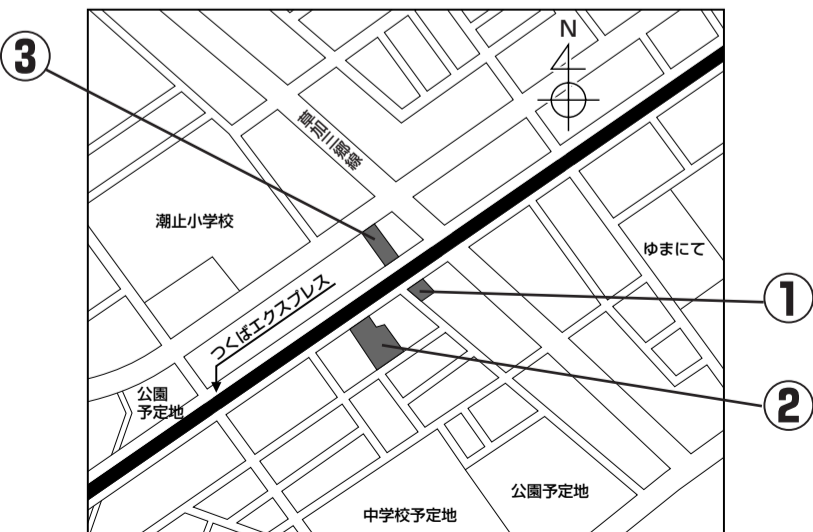 ③
N
草加三郷線
潮止小学校
ゆまにて
①
つくばエクスプレス
②
公園
予定地
公園予定地
中学校予定地